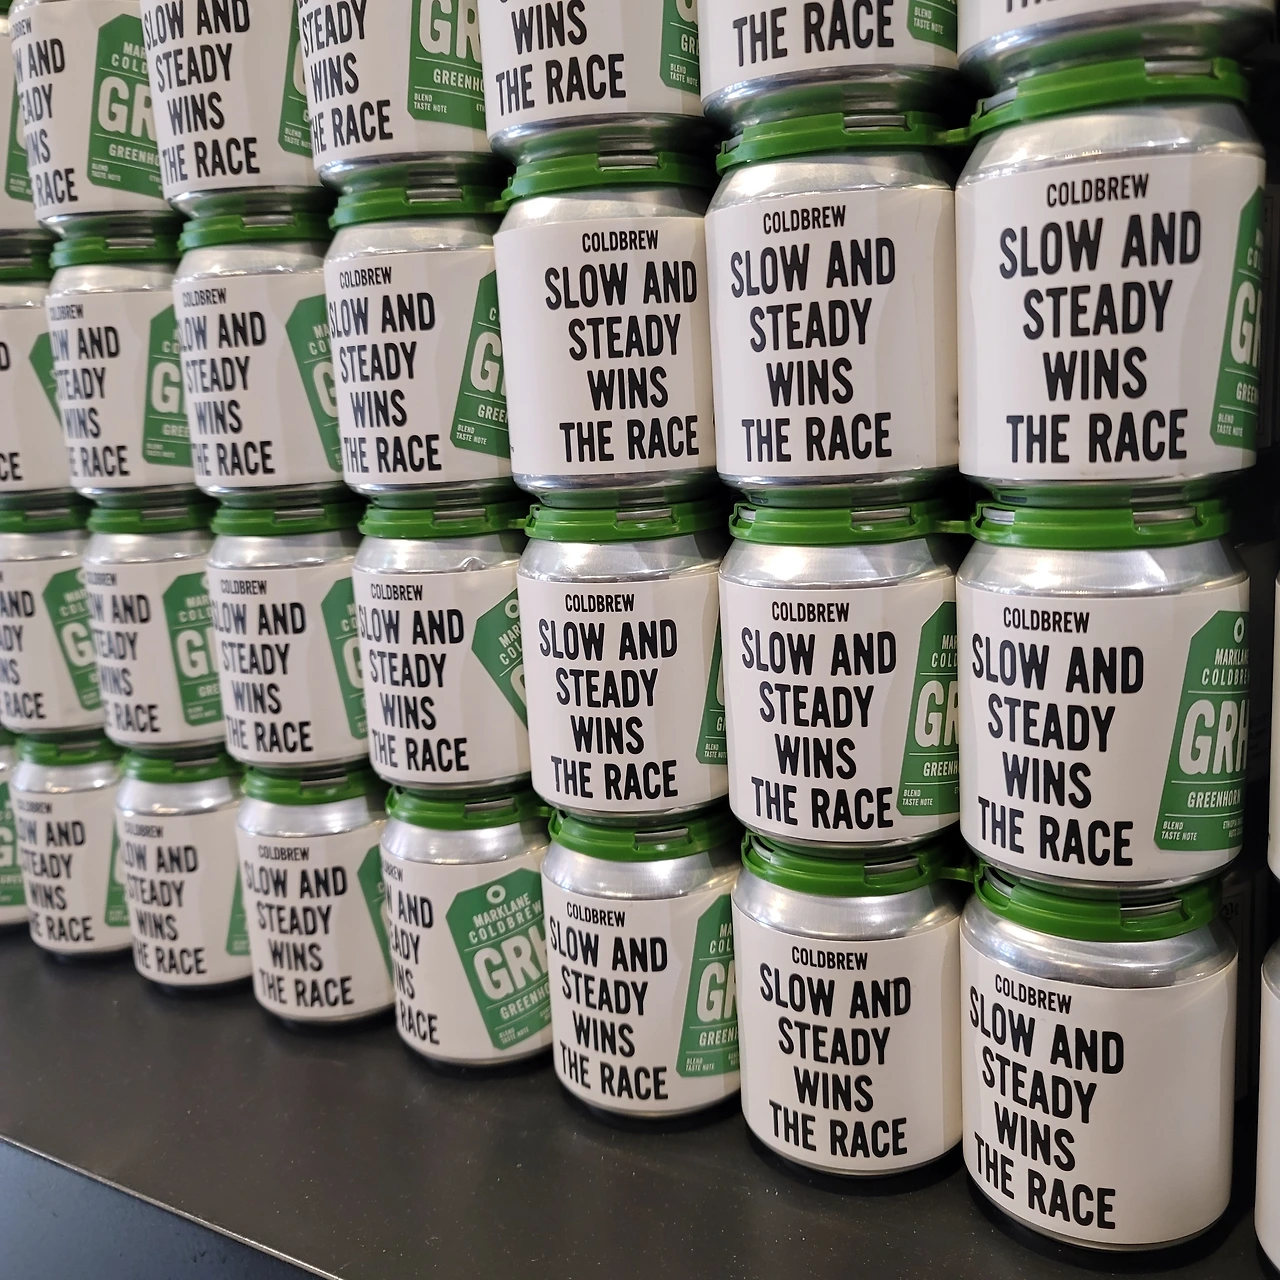 COLDBREW
SLOW AND
STEADY
WINS
THE RACE
MARKLANE
COLDBREW
GRH
GREENHORN
BLEND
TASTE NOTE